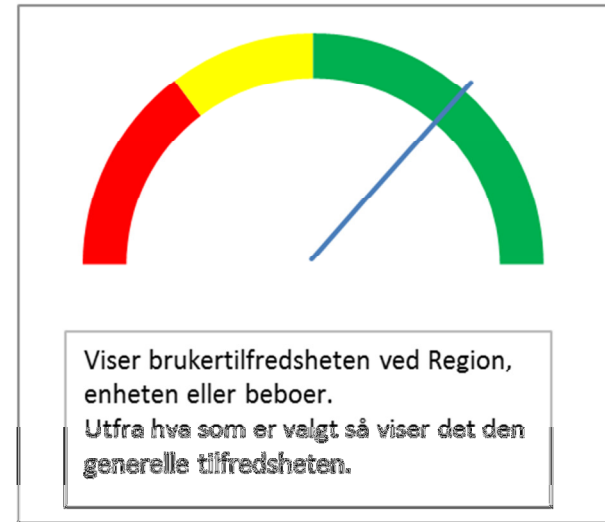 Viser brukertilfredsheten ved Region,
enheten eller beboer.
Utfra hva som er valgt så viser det den
generelle tilfredsheten.